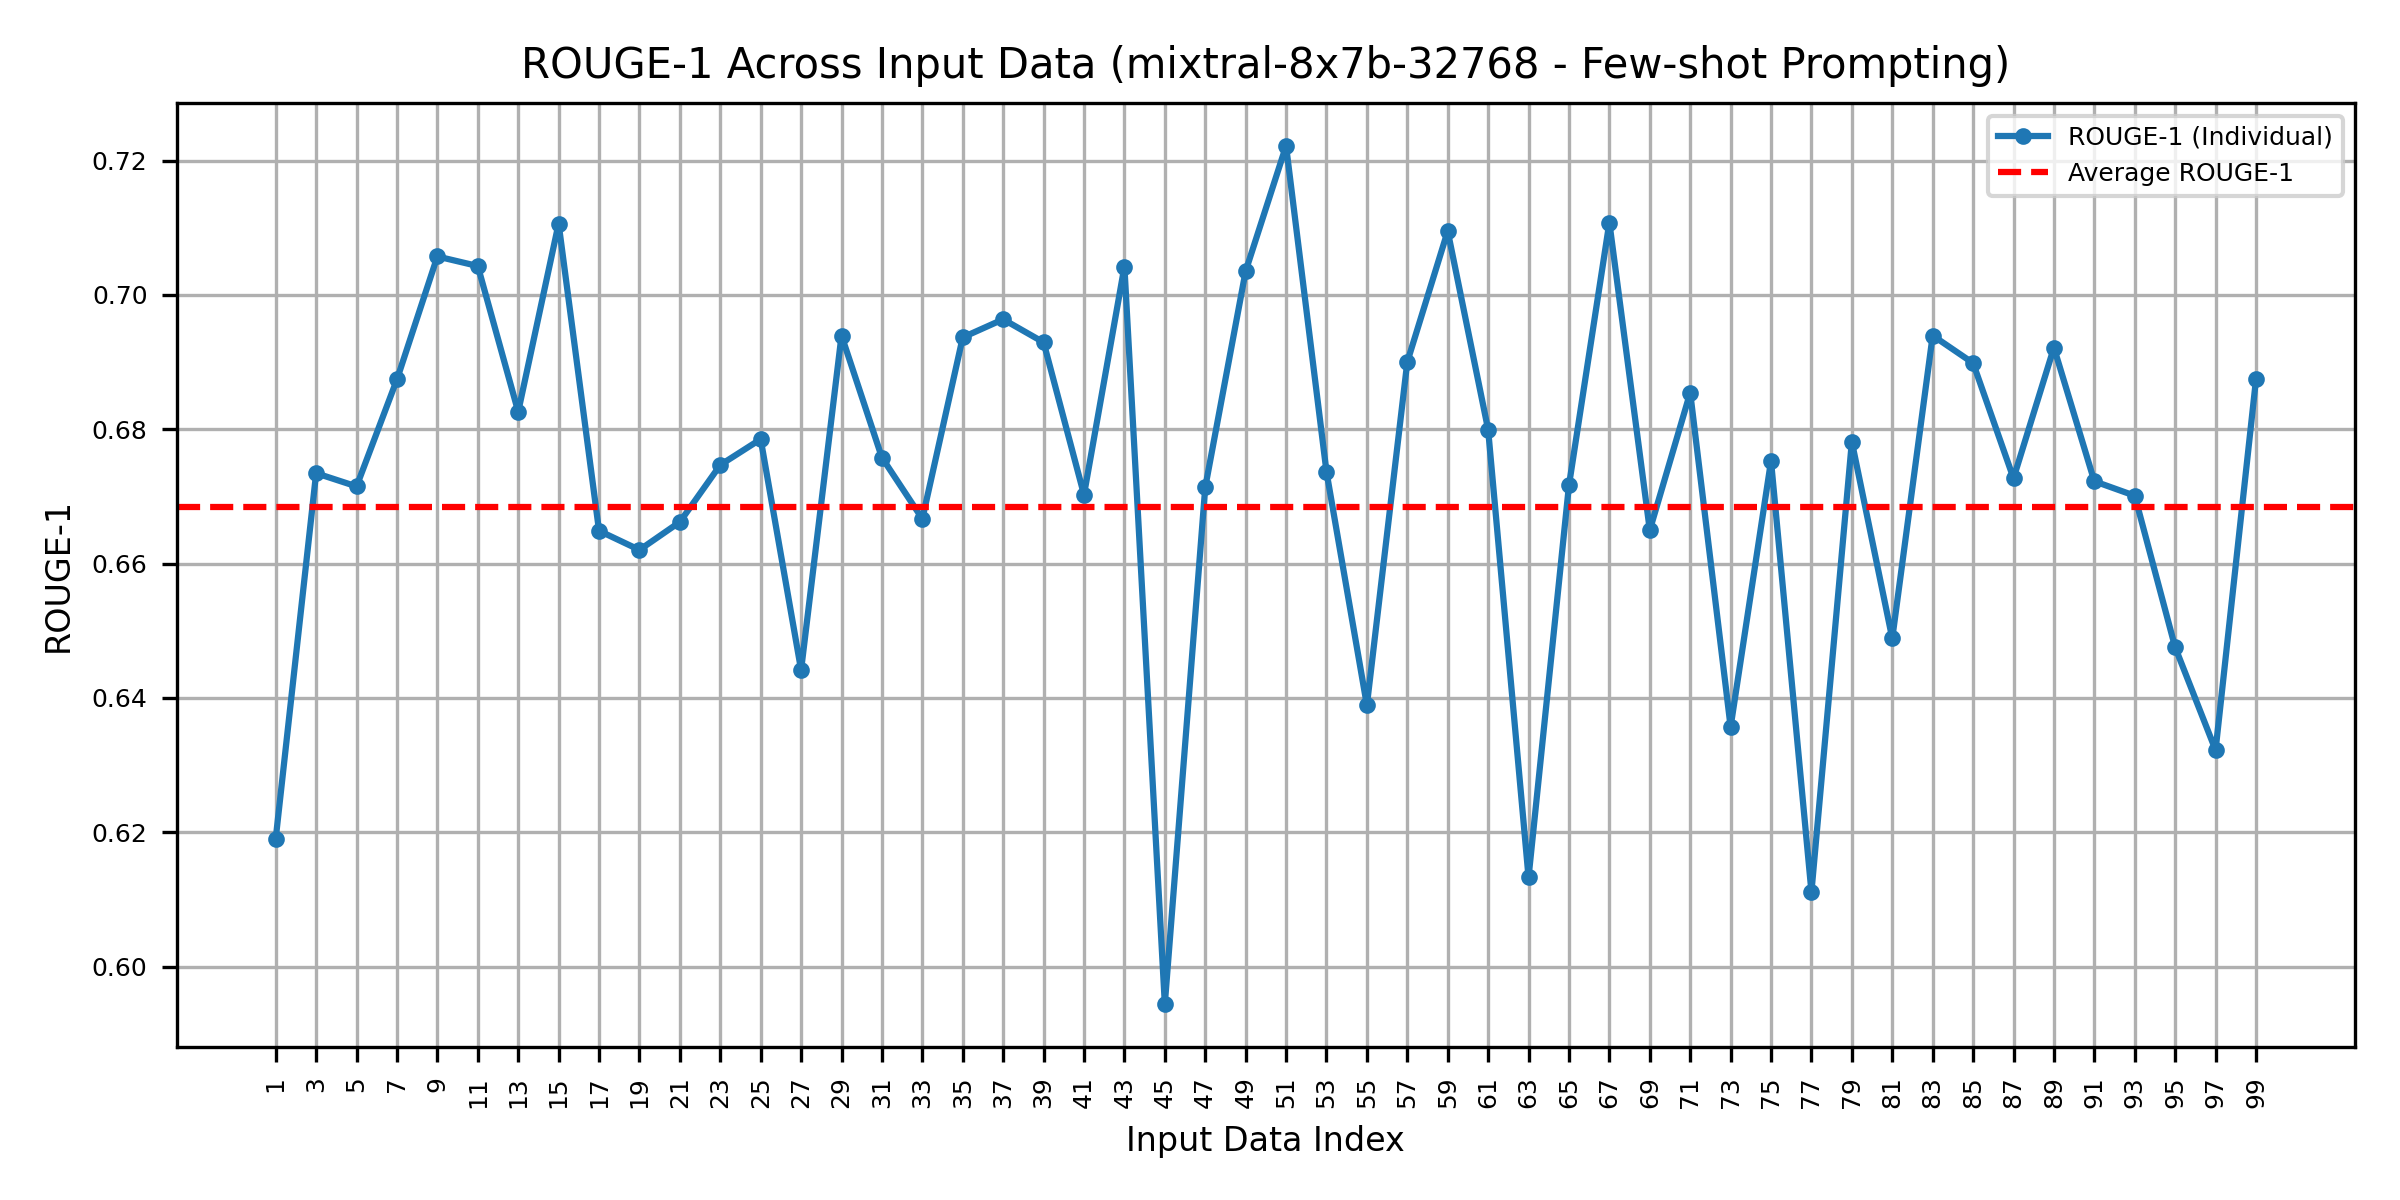 ROUGE-1 Across Input Data (mixtral-8x7b-32768 - Few-shot Prompting)
ROUGE-1 (Individual)
Average ROUGE-1
0.72
0.70
0.68
0.66
0.64
0.62
0.60
ROUGE-1
1 3 5 7 9 11 13 15 17 19 21 23 25 27 29 31 33 35 37 39 41 43 45 47 49 51 53 55 57 59 61 63 65 67 69 71 73 75 77 79 81 83 85 87 89 91 93 95 97 99
Input Data Index